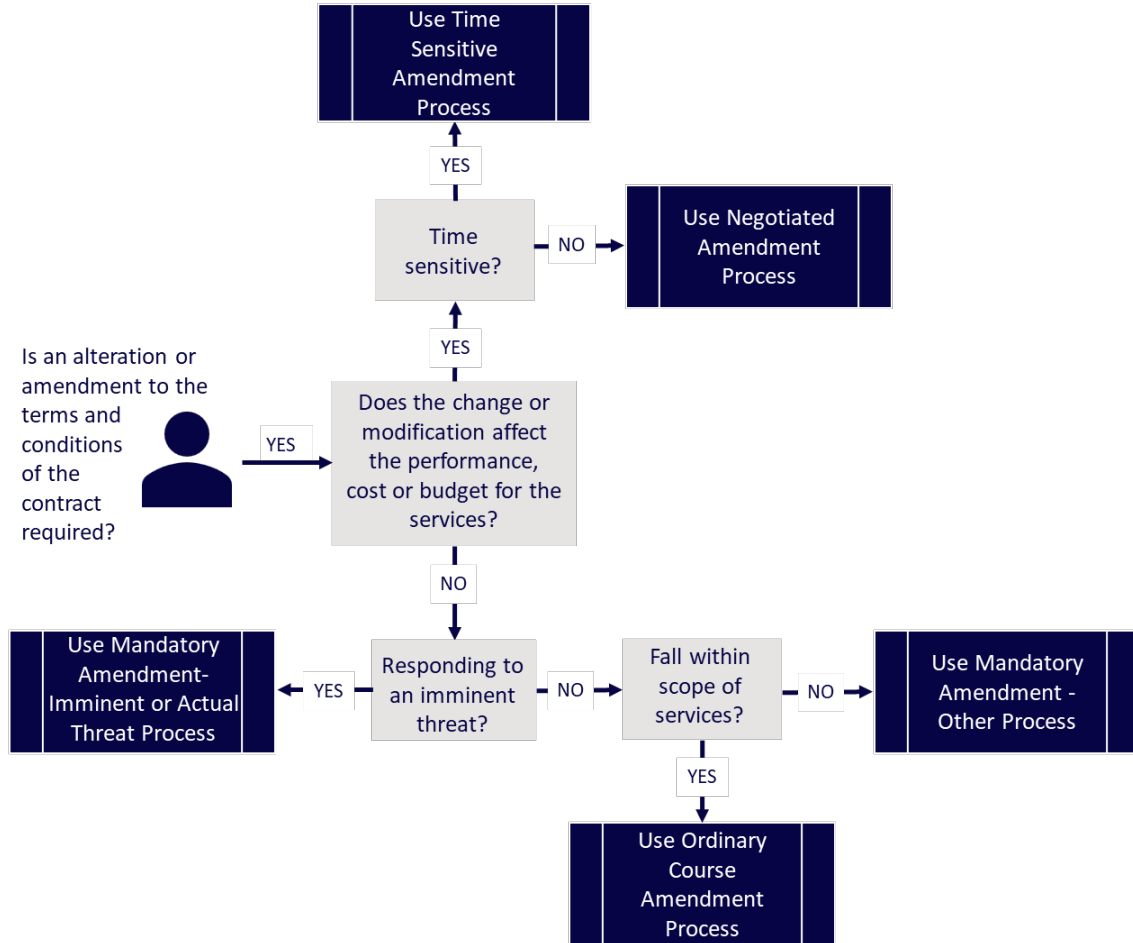 Use Time
Sensitive
Amendment
Process
YES
Time
sensitive?
NO
Use Negotiated
Amendment
Process
YES
Is an alteration or
amendment to the
terms and
conditions
of the
contract
required?
YES
Does the change or
modification affect
the performance,
cost or budget for the
services?
NO
Use Mandatory
Amendment-
Imminent or Actual
Threat Process
YES
Responding to
an imminent
threat?
NO
Fall within
scope of
services?
NO
Use Mandatory
Amendment -
Other Process
YES
Use Ordinary
Course
Amendment
Process